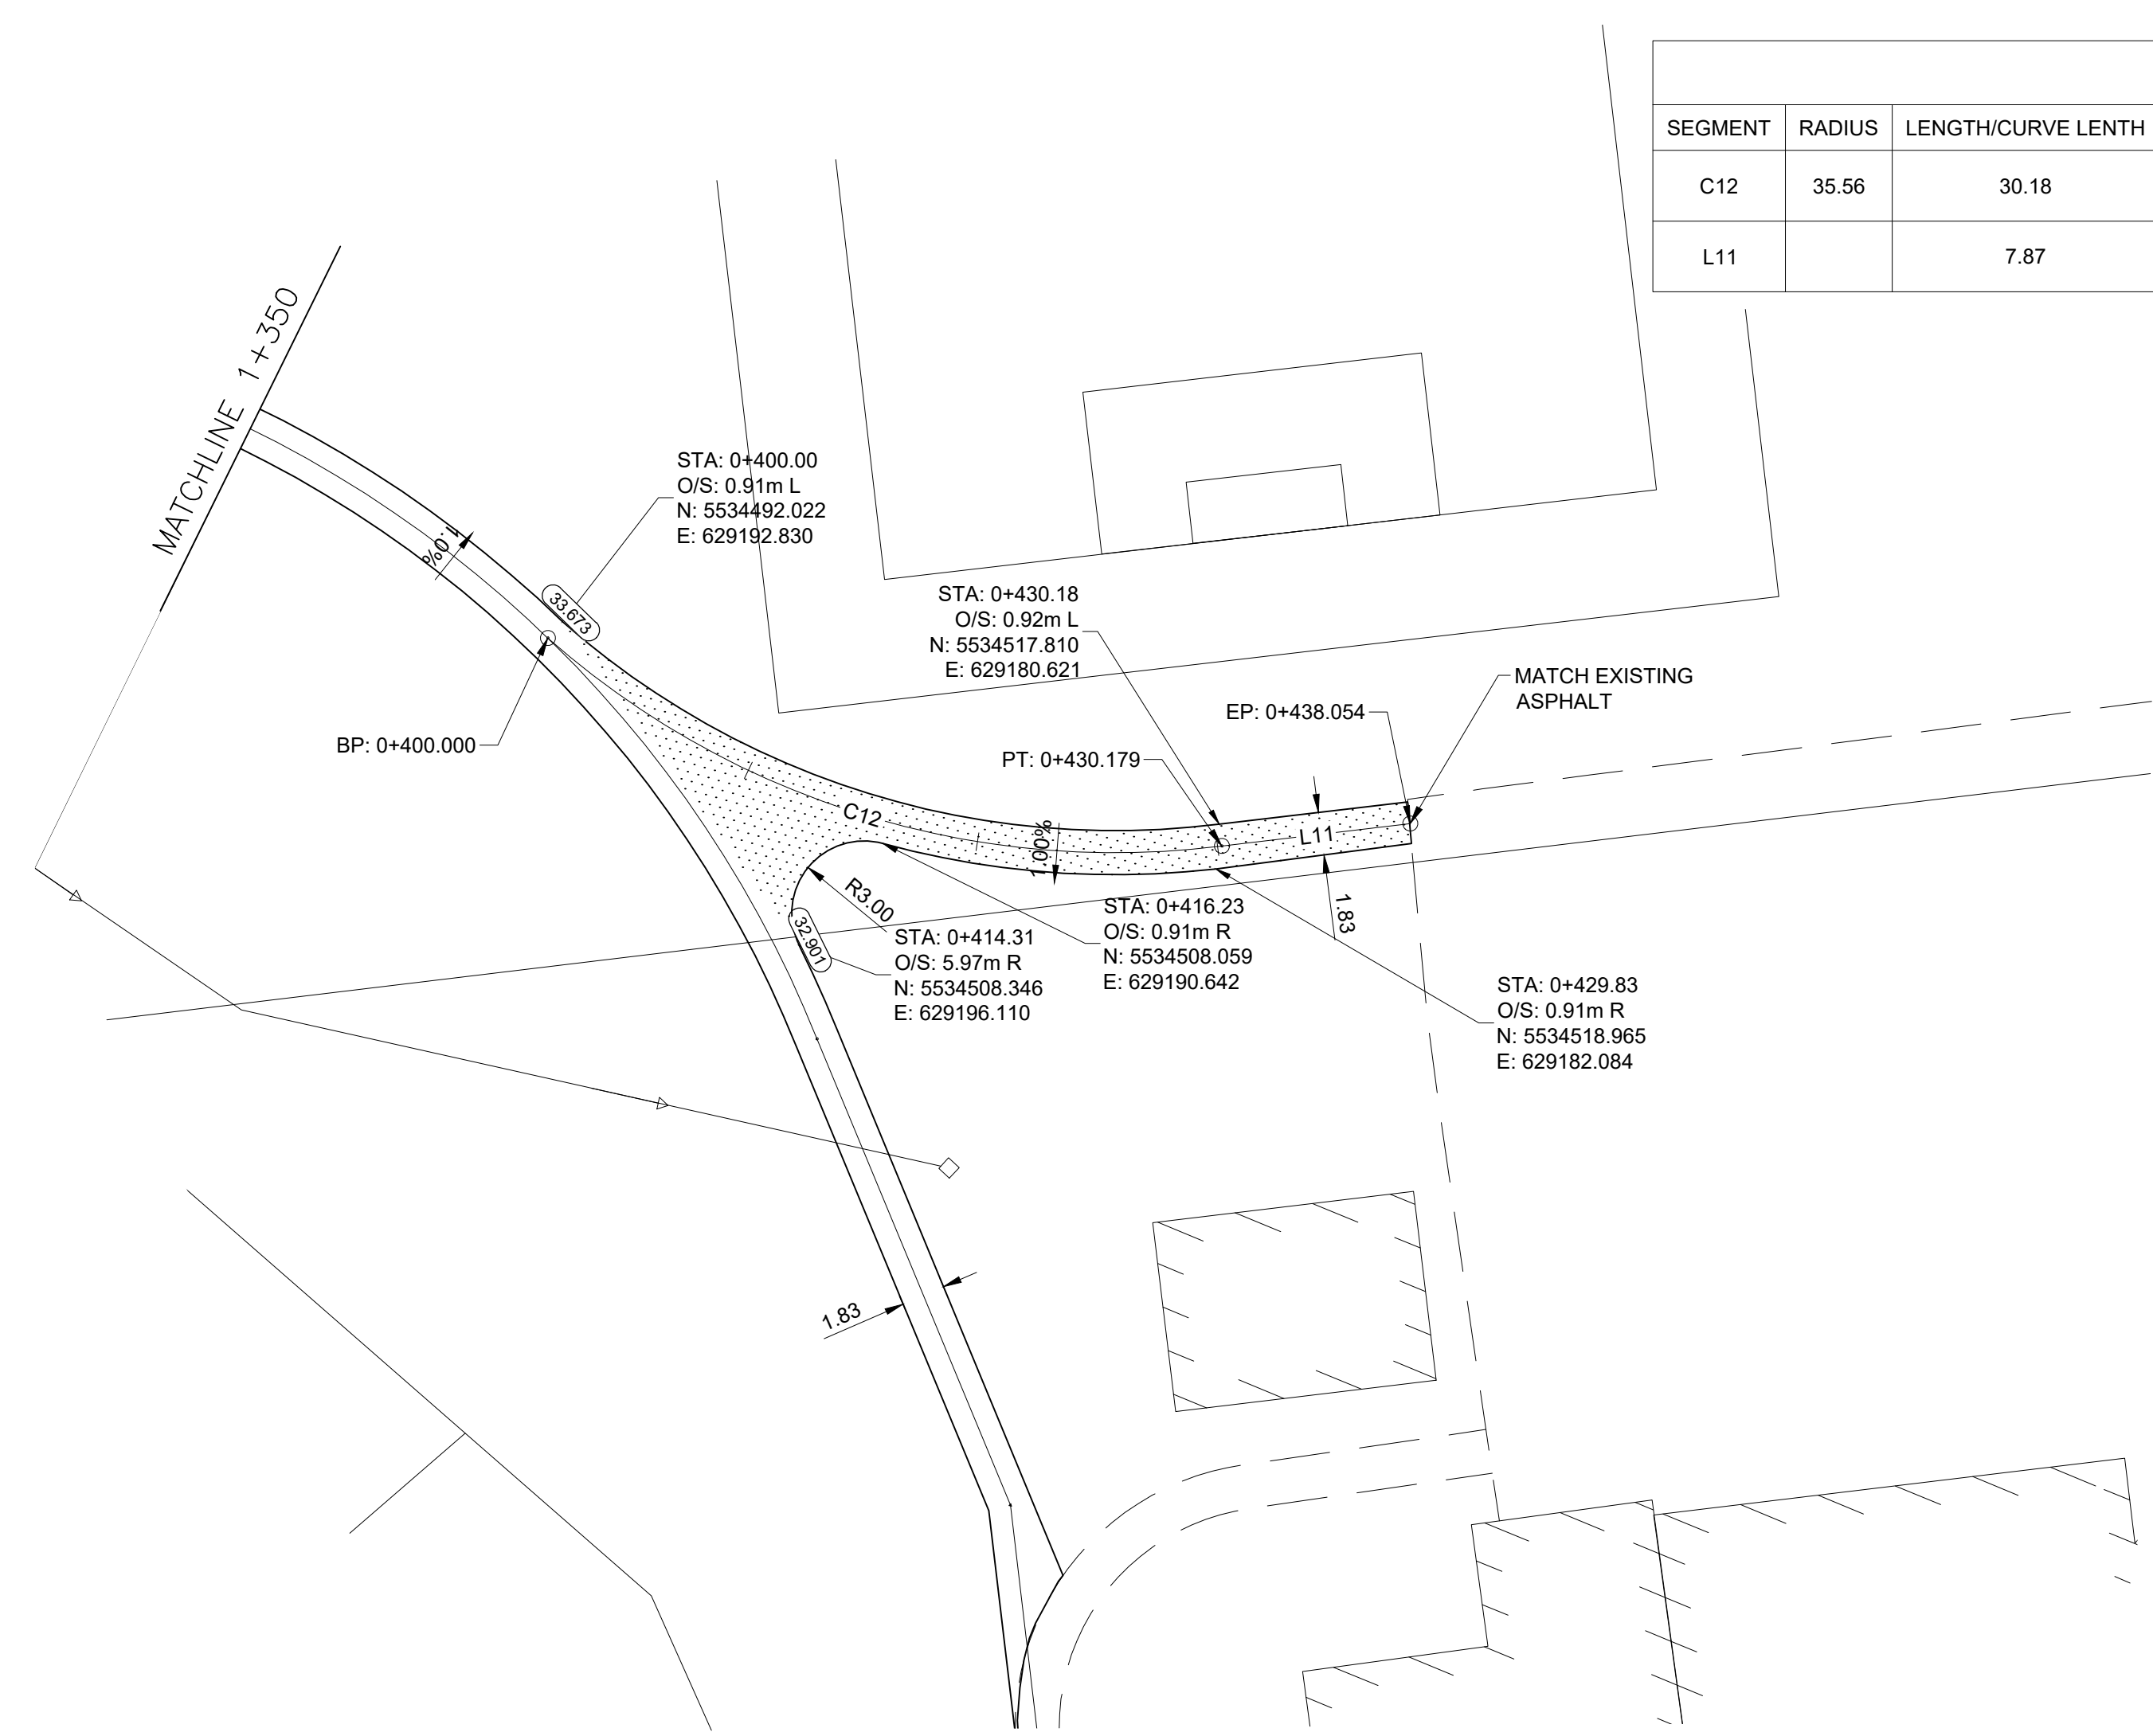 SEGMENT RADIUS LENGTH/CURVE LENTH
C12 35.56 30.18
L11 7.87
MATCHLINE 1+350
1.0%
STA: 0+400.00
O/S: 0.91m L
N: 5534492.022
E: 629192.830
33.673
BP: 0+400.000
STA: 0+430.18
O/S: 0.92m L
N: 5534517.810
E: 629180.621
MATCH EXISTING
ASPHALT
EP: 0+438.054
PT: 0+430.179
C12
1.00%
L11
R3.00
1.83
32.901
STA: 0+414.31
O/S: 5.97m R
N: 5534508.346
E: 629196.110
STA: 0+416.23
O/S: 0.91m R
N: 5534508.059
E: 629190.642
STA: 0+429.83
O/S: 0.91m R
N: 5534518.965
E: 629182.084
1.83